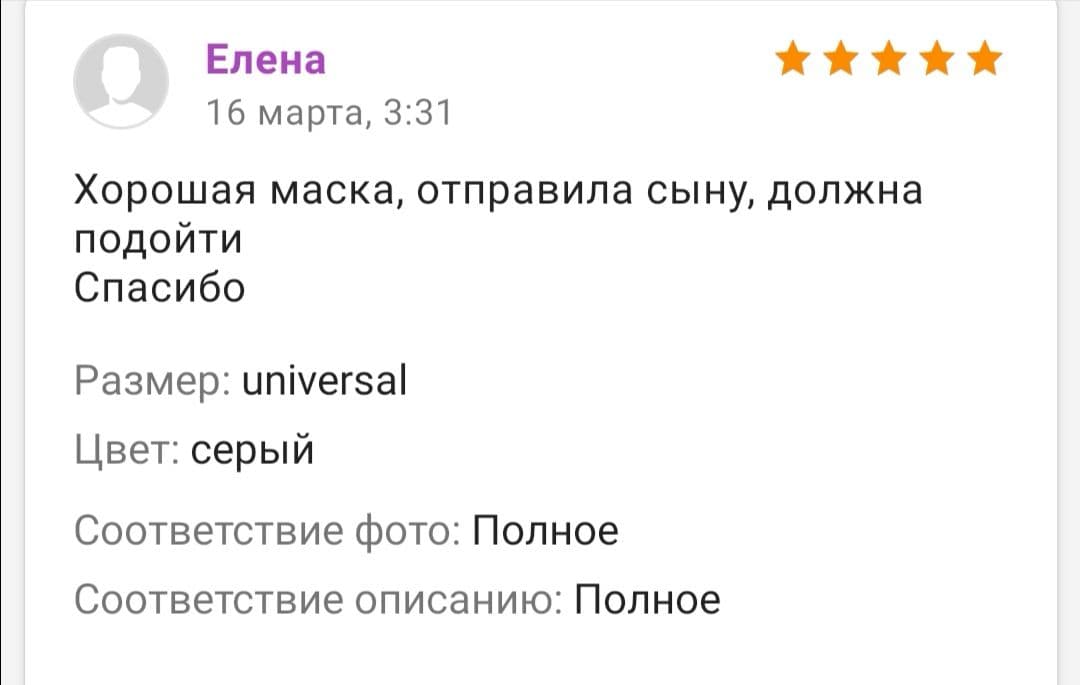 Елена
16 марта, 3:31
Хорошая маска, отправила сыну, должна
подойти
Спасибо
Размер: universal
Цвет: серый
Соответствие фото: Полное
Соответствие описанию: Полное